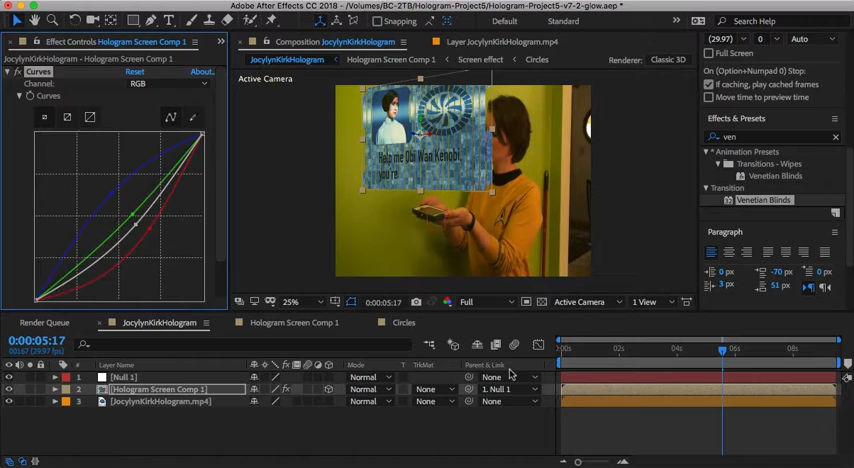 Adobe After Effects CC 2018 - /Volumes/BC-2TB/Hologram-Project5/Hologram-Project5-v7-2-glow.aep *
Snapping
Default
Standard
Search Help
Effect Controls Hologram Screen Comp 1
JocylynKirkHologram - Hologram Screen Comp 1
fx Curves
Reset
About..
Channel:
RGB
Curves
Composition JocylynKirkHologram
Layer JocylynKirkHologram.mp4
JocylynKirkHologram
Hologram Screen Comp 1
Screen effect
Circles
Renderer:
Classic 3D
Active Camera
Help me Obi Wan Kenobi,
you're
25%
0:00:05:17
Full
Active Camera
1 View
(29.97)
0
Auto
Full Screen
On (Option+Numpad 0) Stop:
If caching, play cached frames
Move time to preview time
Effects & Presets
ven
* Animation Presets
Transitions - Wipes
Venetian Blinds
Transition
Venetian Blinds
Paragraph
0 px
-70 px
0 px
3 px
51 px
Render Queue
JocylynKirkHologram
Hologram Screen Comp 1
Circles
0:00:05:17
00167 (29.97 fps)
#
Layer Name
fx
Mode
T
TrkMat
Parent & Link
:00s
02s
04s
06s
08s
1
[Null 1]
Normal
None
2
[Hologram Screen Comp 1]
fx
Normal
None
1. Null 1
3
[JocylynKirkHologram.mp4]
Normal
None
None